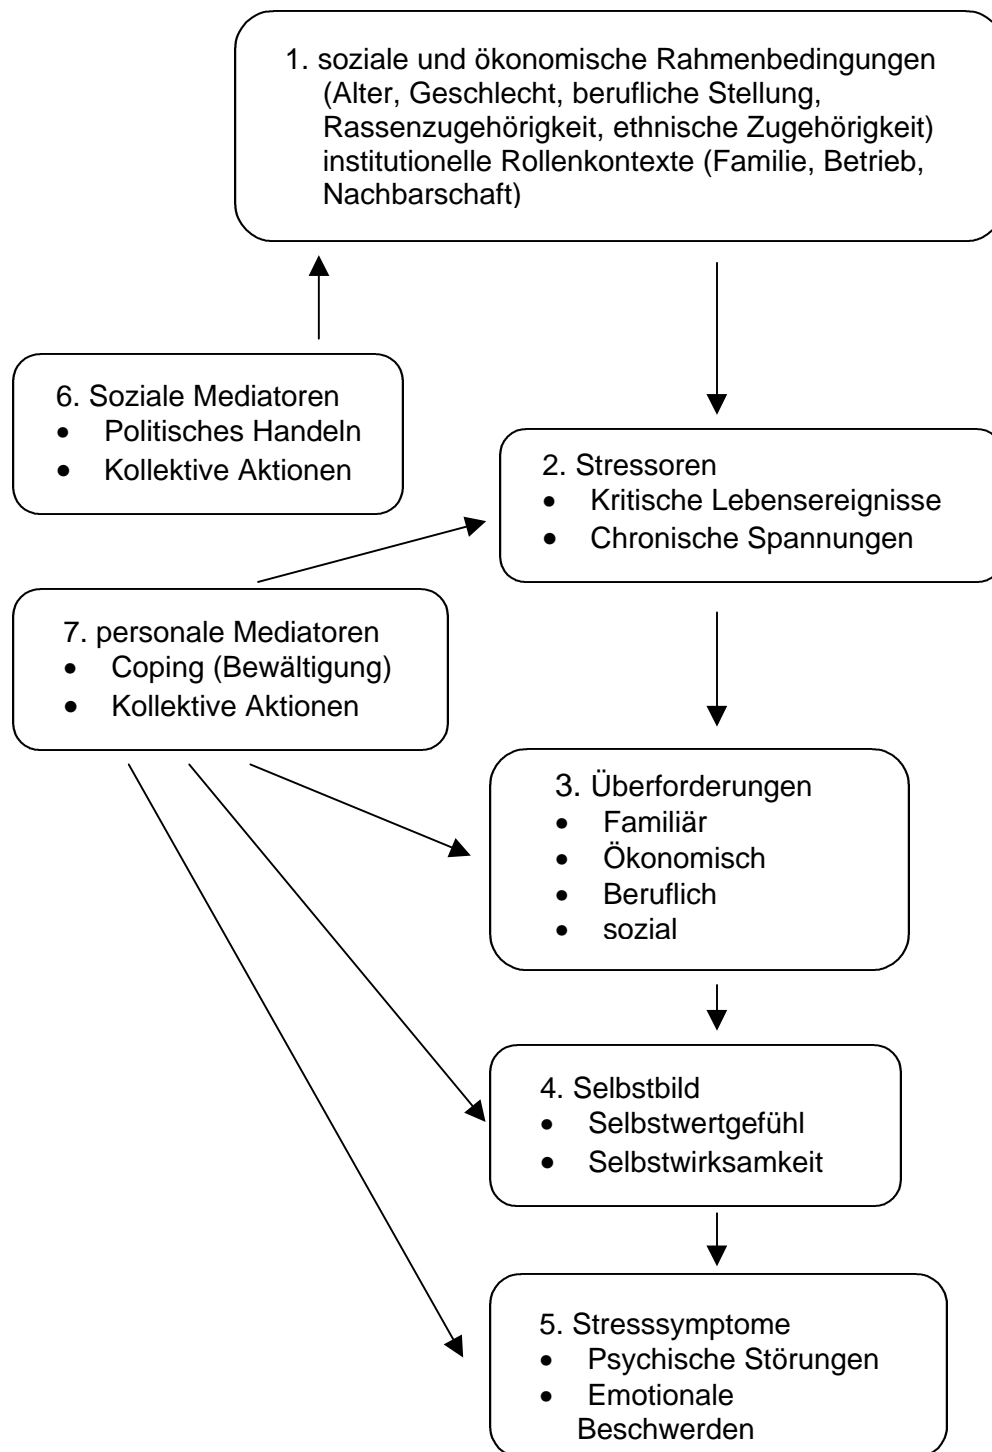 1. soziale und ökonomische Rahmenbedingungen
(Alter, Geschlecht, berufliche Stellung,
Rassenzugehörigkeit, ethnische Zugehörigkeit)
institutionelle Rollenkontexte (Familie, Betrieb,
Nachbarschaft)
6. Soziale Mediatoren
• Politisches Handeln
• Kollektive Aktionen
2. Stressoren
• Kritische Lebensereignisse
• Chronische Spannungen
7. personale Mediatoren
• Coping (Bewältigung)
• Kollektive Aktionen
3. Überforderungen
• Familiär
• Ökonomisch
• Beruflich
• sozial
4. Selbstbild
• Selbstwertgefühl
• Selbstwirksamkeit
5. Stresssymptome
• Psychische Störungen
• Emotionale
Beschwerden